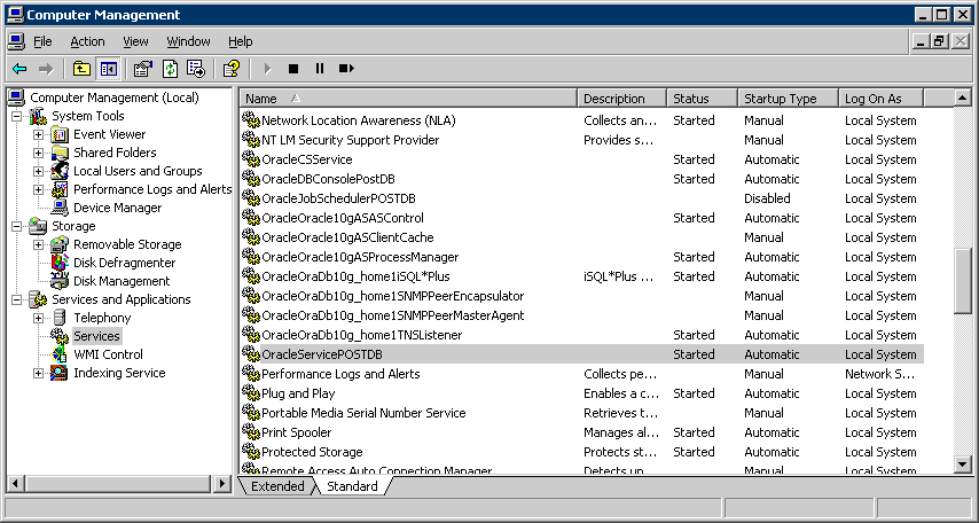 Computer Management
File Action View Window Help
Computer Management (Local)
System Tools
Event Viewer
Shared Folders
Local Users and Groups
Performance Logs and Alerts
Device Manager
Storage
Removable Storage
Disk Defragmenter
Disk Management
Services and Applications
Telephony
Services
WMI Control
Indexing Service
Name Description Status Startup Type Log On As
Network Location Awareness (NLA) Collects an... Started Manual Local System
NT LM Security Support Provider Provides s... Manual Local System
OracleCSService Started Automatic Local System
OracleDBConsolePostDB Started Automatic Local System
OracleJobSchedulerPOSTDB Disabled Local System
OracleOracle10gASASControl Started Automatic Local System
OracleOracle10gASClientCache Manual Local System
OracleOracle10gASProcessManager Started Automatic Local System
OracleOraDb10g_home1iSQL*Plus iSQL*Plus ... Started Automatic Local System
OracleOraDb10g_home1SNMPPeerEncapsulator Manual Local System
OracleOraDb10g_home1SNMPPeerMasterAgent Manual Local System
OracleOraDb10g_home1TNSListener Started Automatic Local System
OracleServicePOSTDB Started Automatic Local System
Performance Logs and Alerts Collects pe... Manual Network S...
Plug and Play Enables a c... Started Automatic Local System
Portable Media Serial Number Service Retrieves t... Manual Local System
Print Spooler Manages al... Started Automatic Local System
Protected Storage Protects st... Started Automatic Local System
Remote Access Auto Connection Manager Detects un Manual Local System
Extended Standard